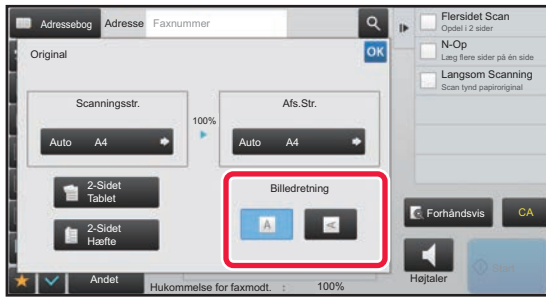 Adressebog
Adresse
Faxnummer
Original
OK
Scanningsstr.
Afs.Str.
100%
Auto A4
Auto A4
2-Sidet
Tablet
2-Sidet
Hæfte
Billedretning
A
A
Flersidet Scan
Opdel i 2 sider
N-Op
Læg flere sider på én side
Langsom Scanning
Scan tynd papiroriginal
Forhåndsvis
CA
Højtaler
Start
Andet
Hukommelse for faxmodt. : 100%